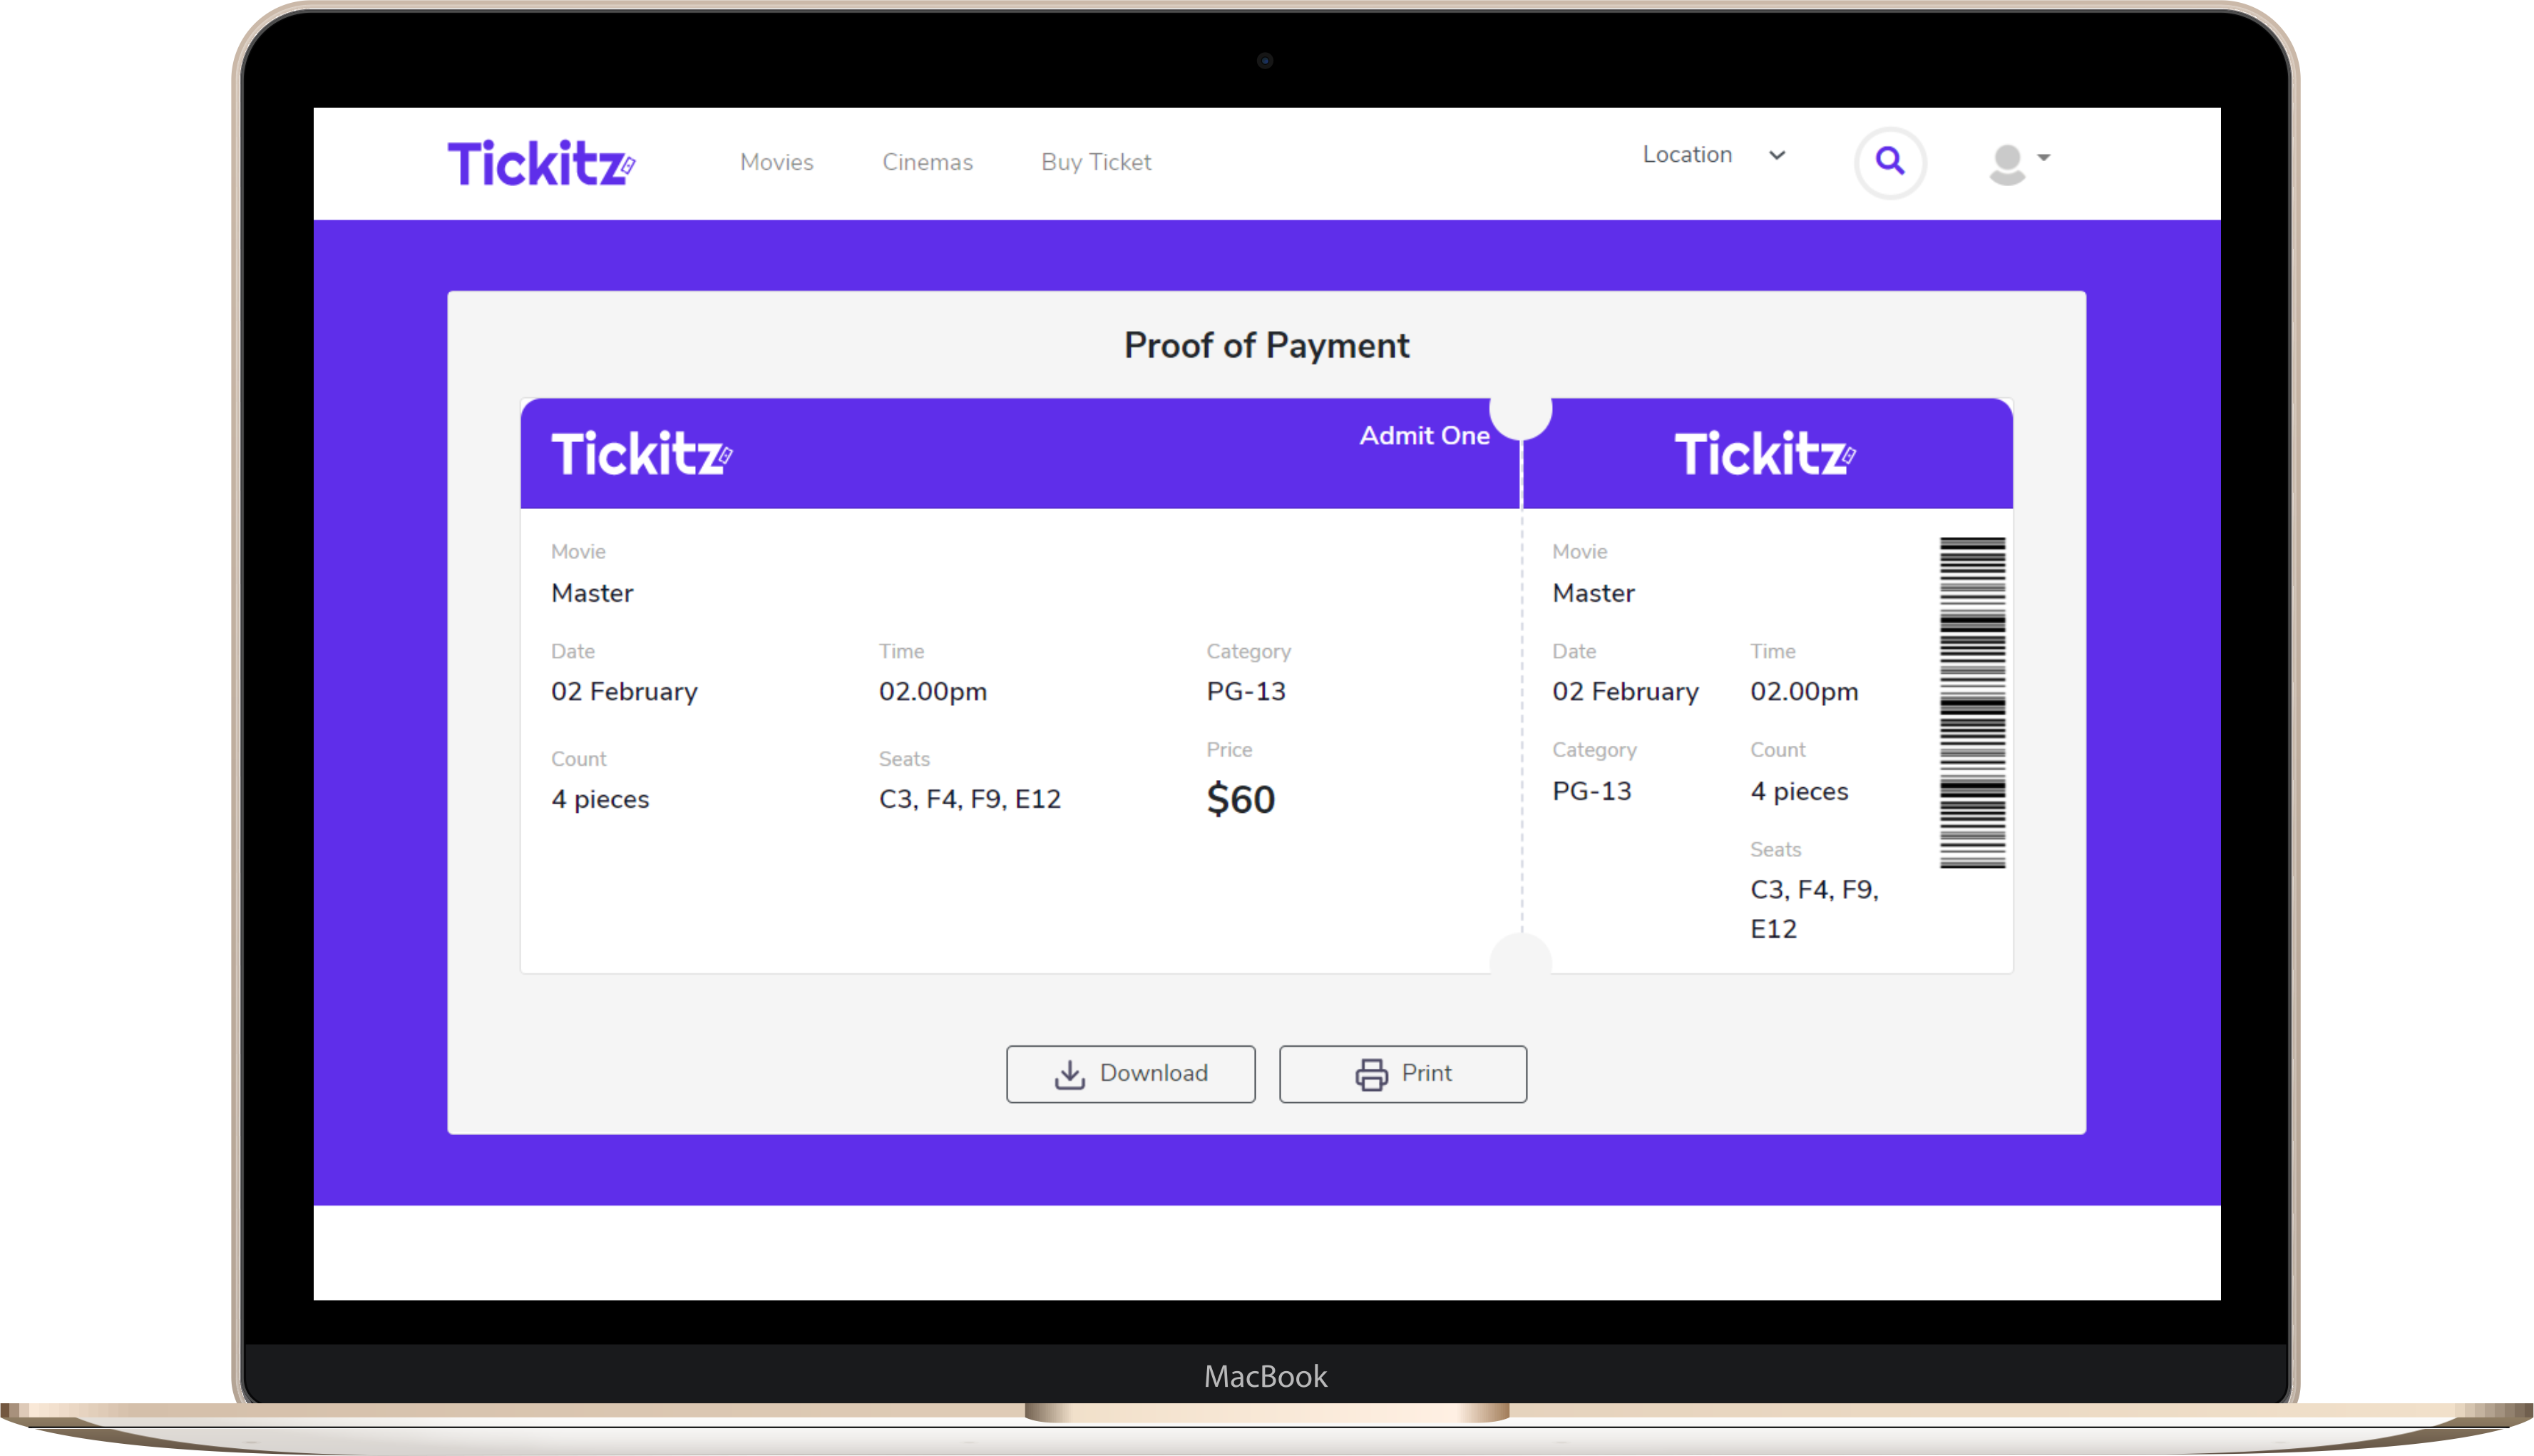 Tickitz
Movies Cinemas Buy Ticket Location
Proof of Payment
Tickitz Admit One
Movie
Master
Date Time Category
02 February 02.00pm PG-13
Count Seats Price
4 pieces C3, F4, F9, E12 $60
Tickitz
Movie
Master
Date Time
02 February 02.00pm
Category Count
PG-13 4 pieces
Seats
C3, F4, F9,
E12
Download Print
MacBook